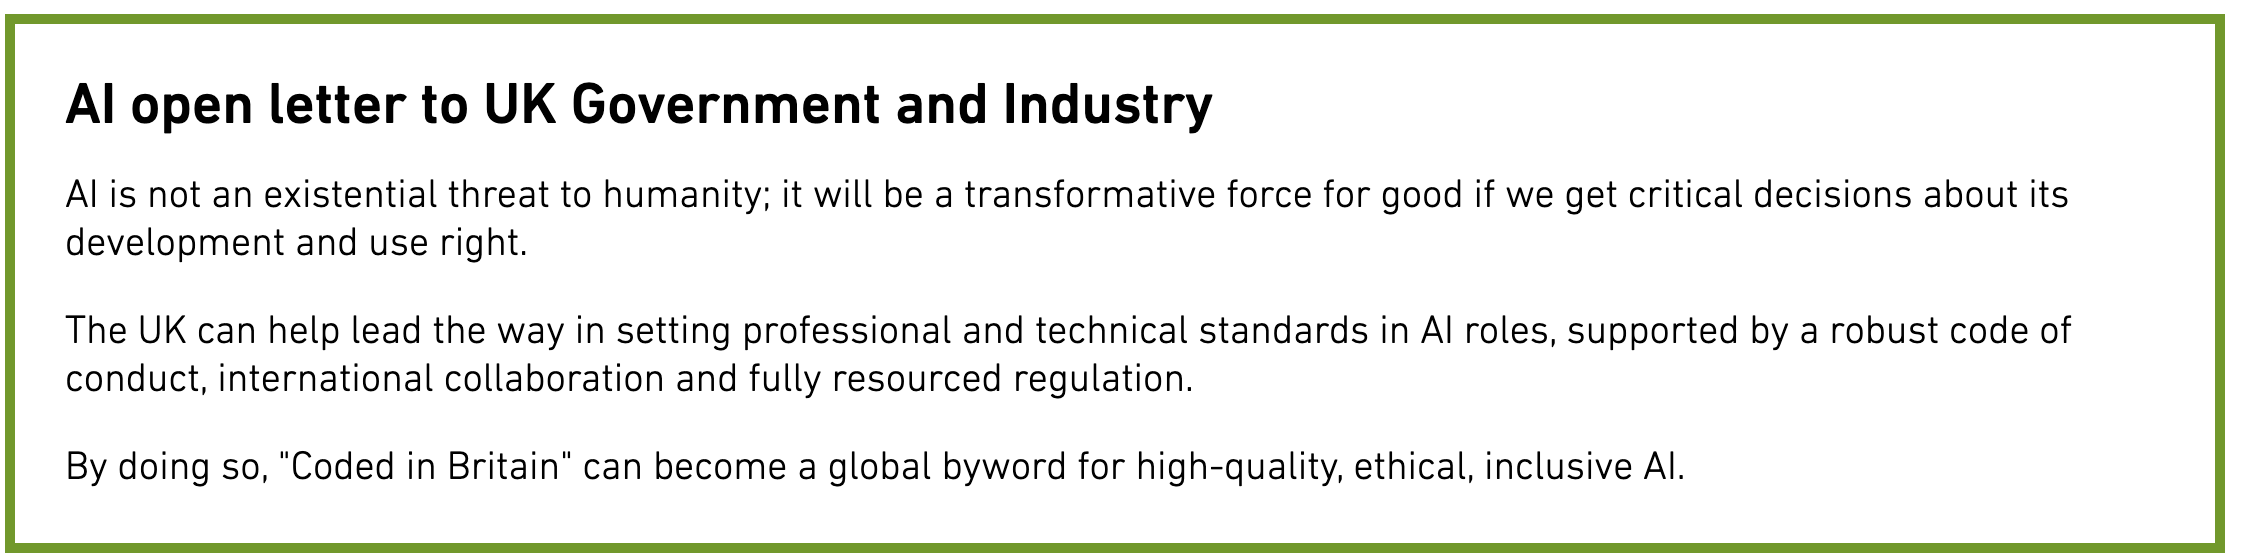 AI open letter to UK Government and Industry
AI is not an existential threat to humanity; it will be a transformative force for good if we get critical decisions about its
development and use right.
The UK can help lead the way in setting professional and technical standards in AI roles, supported by a robust code of
conduct, international collaboration and fully resourced regulation.
By doing so, "Coded in Britain" can become a global byword for high-quality, ethical, inclusive AI.